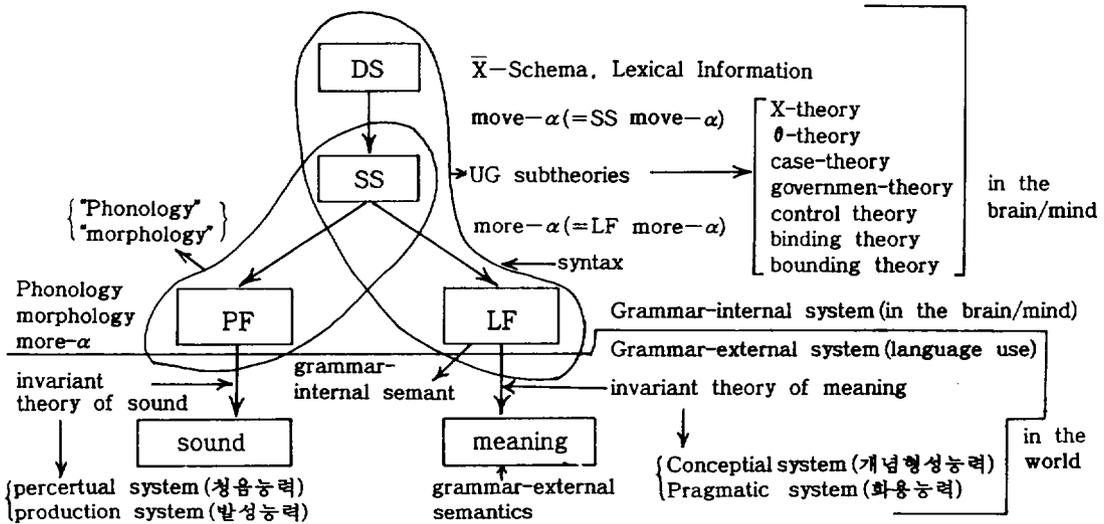 DS
X̅-Schema, Lexical Information
move-α(=SS move-α)
X-theory
θ-theory
case-theory
governmen-theory
control theory
binding theory
bounding theory
in the
brain/mind
SS
UG subtheories
"Phonology"
"morphology"
more-α(=LF more-α)
syntax
Phonology
morphology
more-α
PF
LF
Grammar-internal system(in the brain/mind)
Grammar-external system(language use)
invariant
theory of sound
grammar-
internal semant
invariant theory of meaning
sound
meaning
in the
world
percertual system(청음능력)
production system(발성능력)
grammar-external
semantics
Conceptial system(개념형성능력)
Pragmatic system(화용능력)